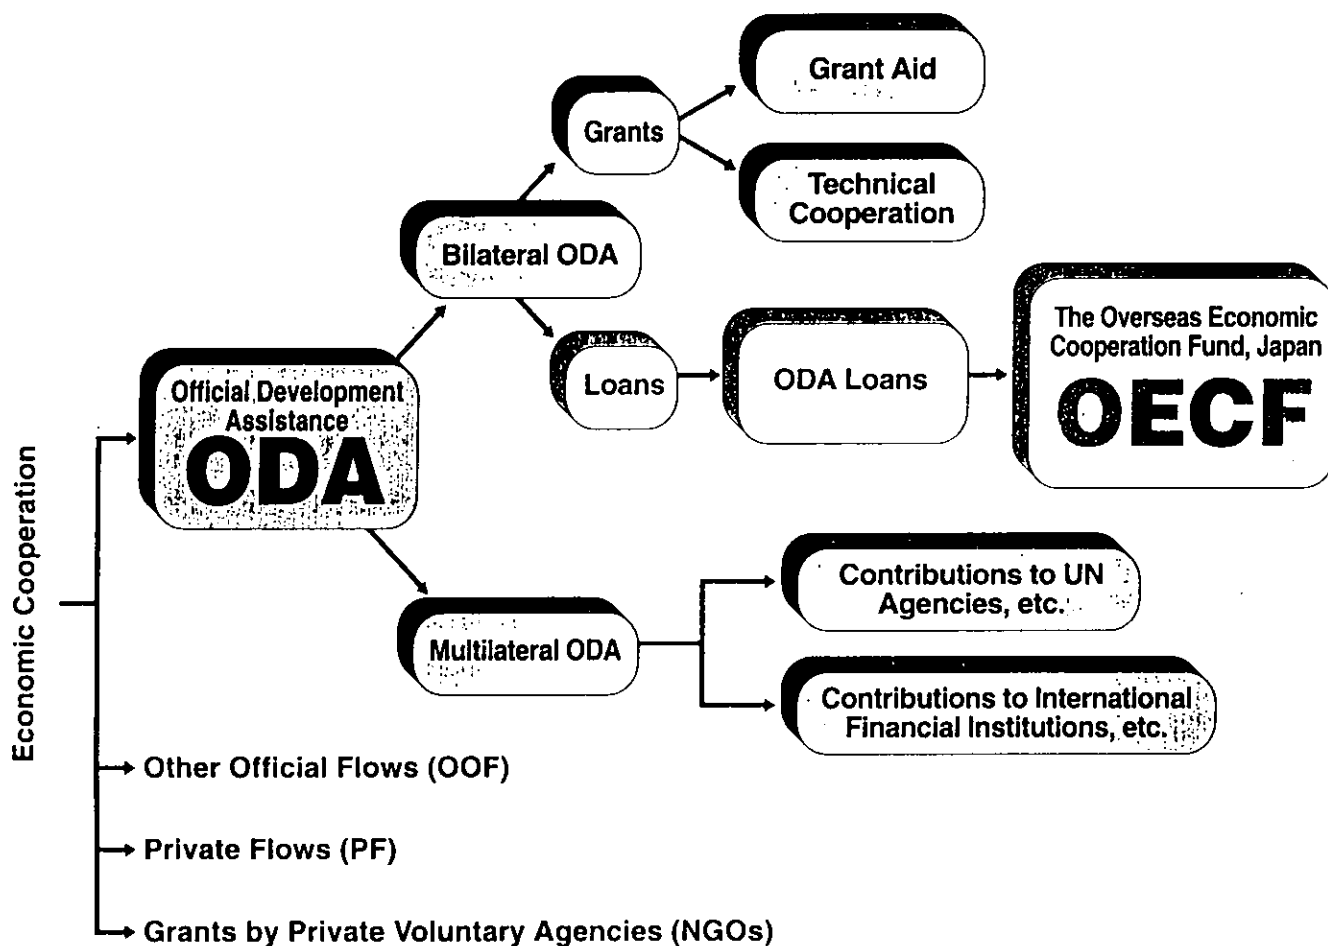 Grant Aid
Grants
Technical
Cooperation
Bilateral ODA
The Overseas Economic
Cooperation Fund, Japan
OECF
Loans
ODA Loans
Official Development
Assistance
ODA
Economic Cooperation
Contributions to UN
Agencies, etc.
Multilateral ODA
Contributions to International
Financial Institutions, etc.
Other Official Flows (OOF)
Private Flows (PF)
Grants by Private Voluntary Agencies (NGOs)